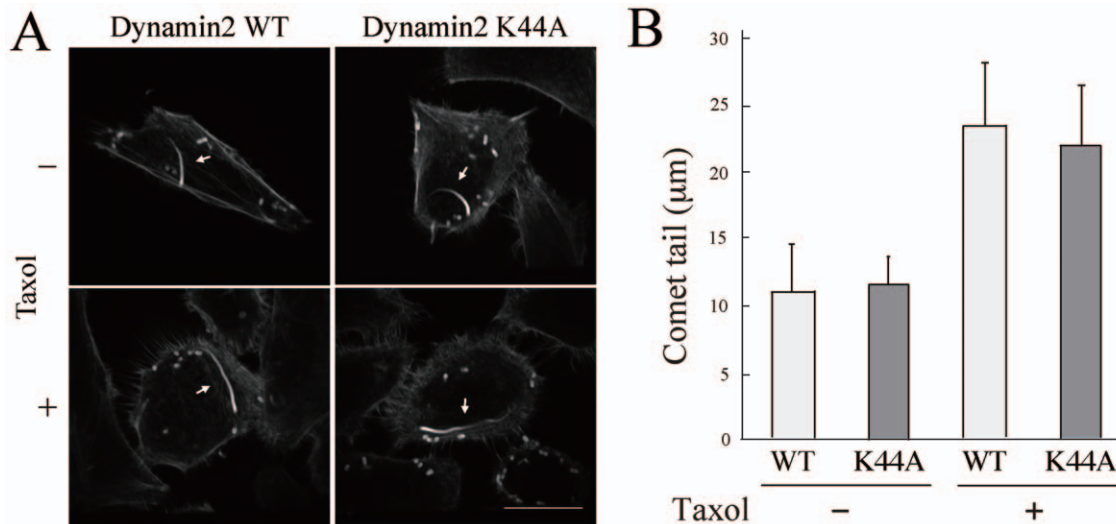 A
Dynamin2 WT
Dynamin2 K44A
Taxol
−
+
B
Comet tail (μm)
30
25
20
15
10
5
0
WT
K44A
WT
K44A
Taxol
−
+